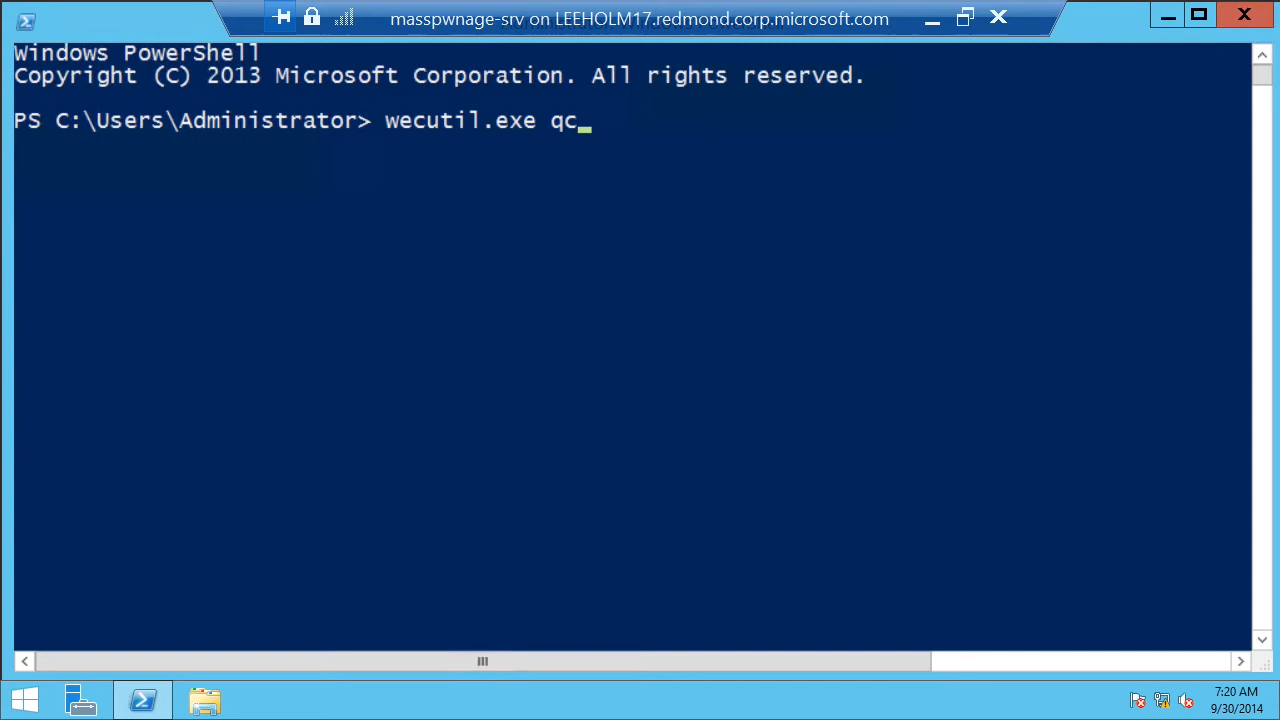 masspwnage-srv on LEEHOLM17.redmond.corp.microsoft.com
Windows PowerShell
Copyright (C) 2013 Microsoft Corporation. All rights reserved.
PS C:\Users\Administrator> wecutil.exe qc_
7:20 AM
9/30/2014